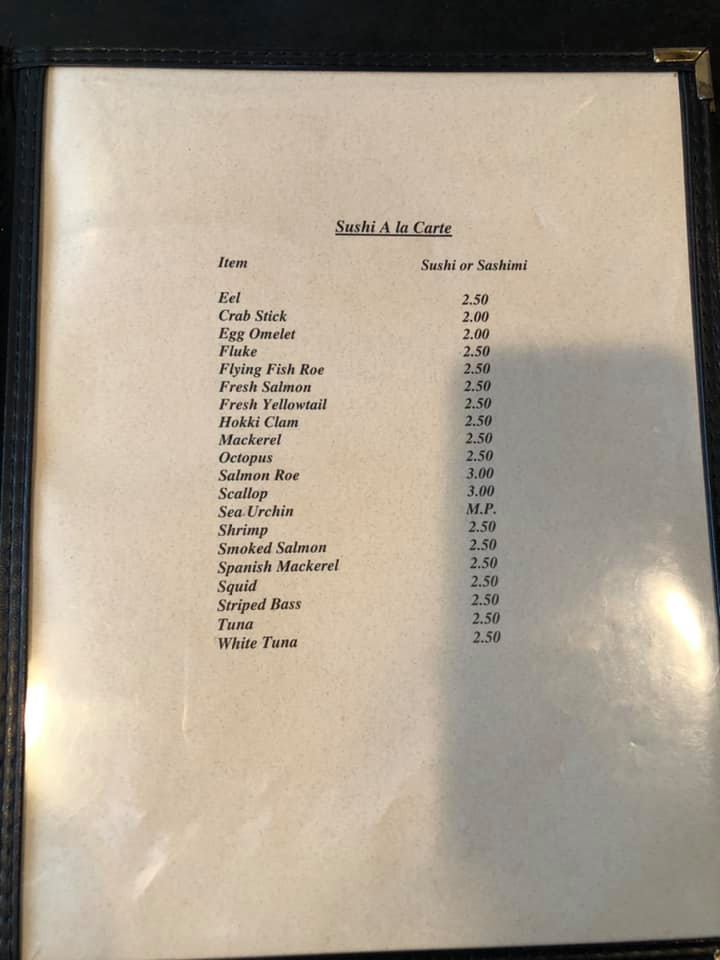 Sushi A la Carte
Item Sushi or Sashimi
Eel 2.50
Crab Stick 2.00
Egg Omelet 2.00
Fluke 2.50
Flying Fish Roe 2.50
Fresh Salmon 2.50
Fresh Yellowtail 2.50
Hokki Clam 2.50
Mackerel 2.50
Octopus 2.50
Salmon Roe 3.00
Scallop 3.00
Sea Urchin M.P.
Shrimp 2.50
Smoked Salmon 2.50
Spanish Mackerel 2.50
Squid 2.50
Striped Bass 2.50
Tuna 2.50
White Tuna 2.50